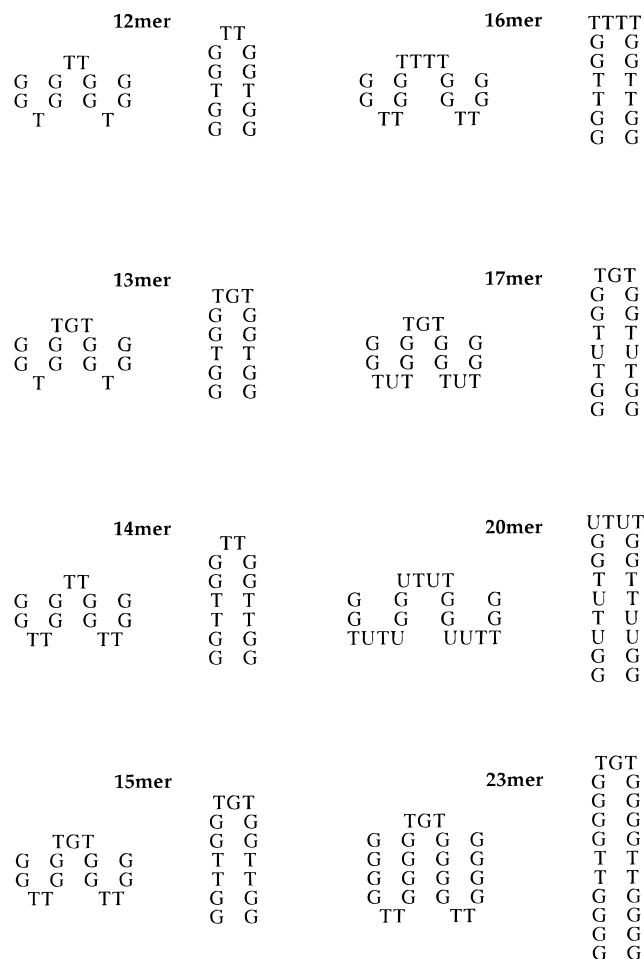 12mer
TT
G G G G
G G G G
T T
TT
G G
G G
T T
G G
G G
16mer
TTTT
G G G G
G G G G
TT TT
TTTT
G G
G G
T T
T T
G G
G G
13mer
TGT
G G G G
G G G G
T T
TGT
G G
G G
T T
G G
G G
17mer
TGT
G G G G
G G G G
TUT TUT
TGT
G G
G G
T T
U U
T T
G G
G G
14mer
TT
G G G G
G G G G
TT TT
TT
G G
G G
T T
T T
G G
G G
20mer
UTUT
G G G G
G G G G
TUTU UUTT
UTUT
G G
G G
T T
U T
T U
U U
G G
G G
15mer
TGT
G G G G
G G G G
TT TT
TGT
G G
G G
T T
T T
G G
G G
23mer
TGT
G G G G
G G G G
G G G G
G G G G
TT TT
TGT
G G
G G
G G
G G
T T
T T
G G
G G
G G
G G